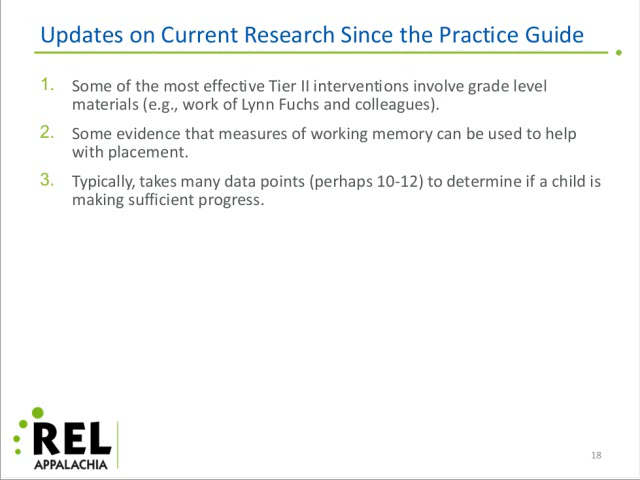 Updates on Current Research Since the Practice Guide
1. Some of the most effective Tier II interventions involve grade level
materials (e.g., work of Lynn Fuchs and colleagues).
2. Some evidence that measures of working memory can be used to help
with placement.
3. Typically, takes many data points (perhaps 10-12) to determine if a child is
making sufficient progress.
REL
APPALACHIA
18